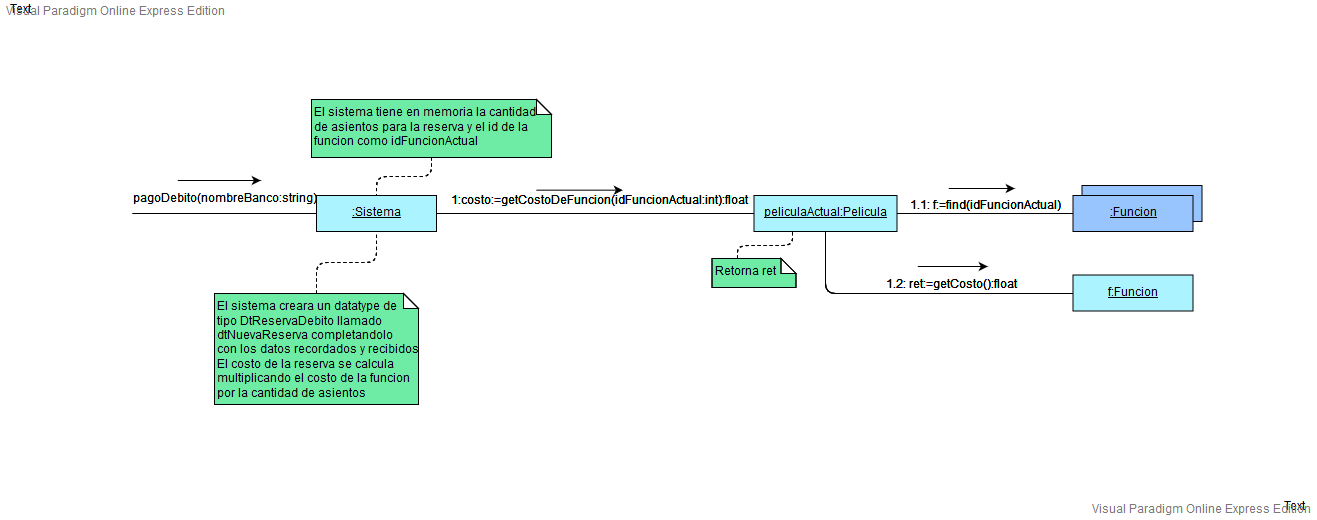 Text
Visual Paradigm Online Express Edition
El sistema tiene en memoria la cantidad
de asientos para la reserva y el id de la
funcion como idFuncionActual
pagoDebito(nombreBanco:string)
:Sistema
1:costo:=getCostoDeFuncion(idFuncionActual:int):float
peliculaActual:Pelicula
1.1: f:=find(idFuncionActual)
:Funcion
Retorna ret
1.2: ret:=getCosto():float
f:Funcion
El sistema creara un datatype de
tipo DtReservaDebito llamado
dtNuevaReserva completandolo
con los datos recordados y recibidos
El costo de la reserva se calcula
multiplicando el costo de la funcion
por la cantidad de asientos
Text
Visual Paradigm Online Express Edition